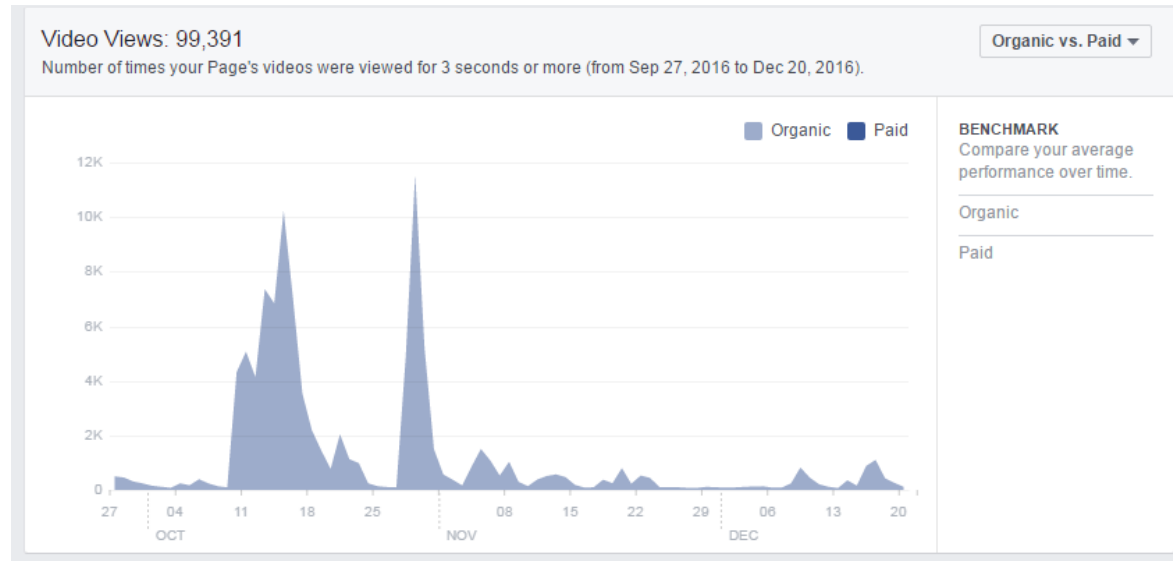 Video Views: 99,391
Organic vs. Paid
Number of times your Page's videos were viewed for 3 seconds or more (from Sep 27, 2016 to Dec 20, 2016).
Organic Paid
12K
10K
8K
6K
4K
2K
0
27 04 11 18 25 08 15 22 29 06 13 20
OCT NOV DEC
BENCHMARK
Compare your average
performance over time.
Organic
Paid